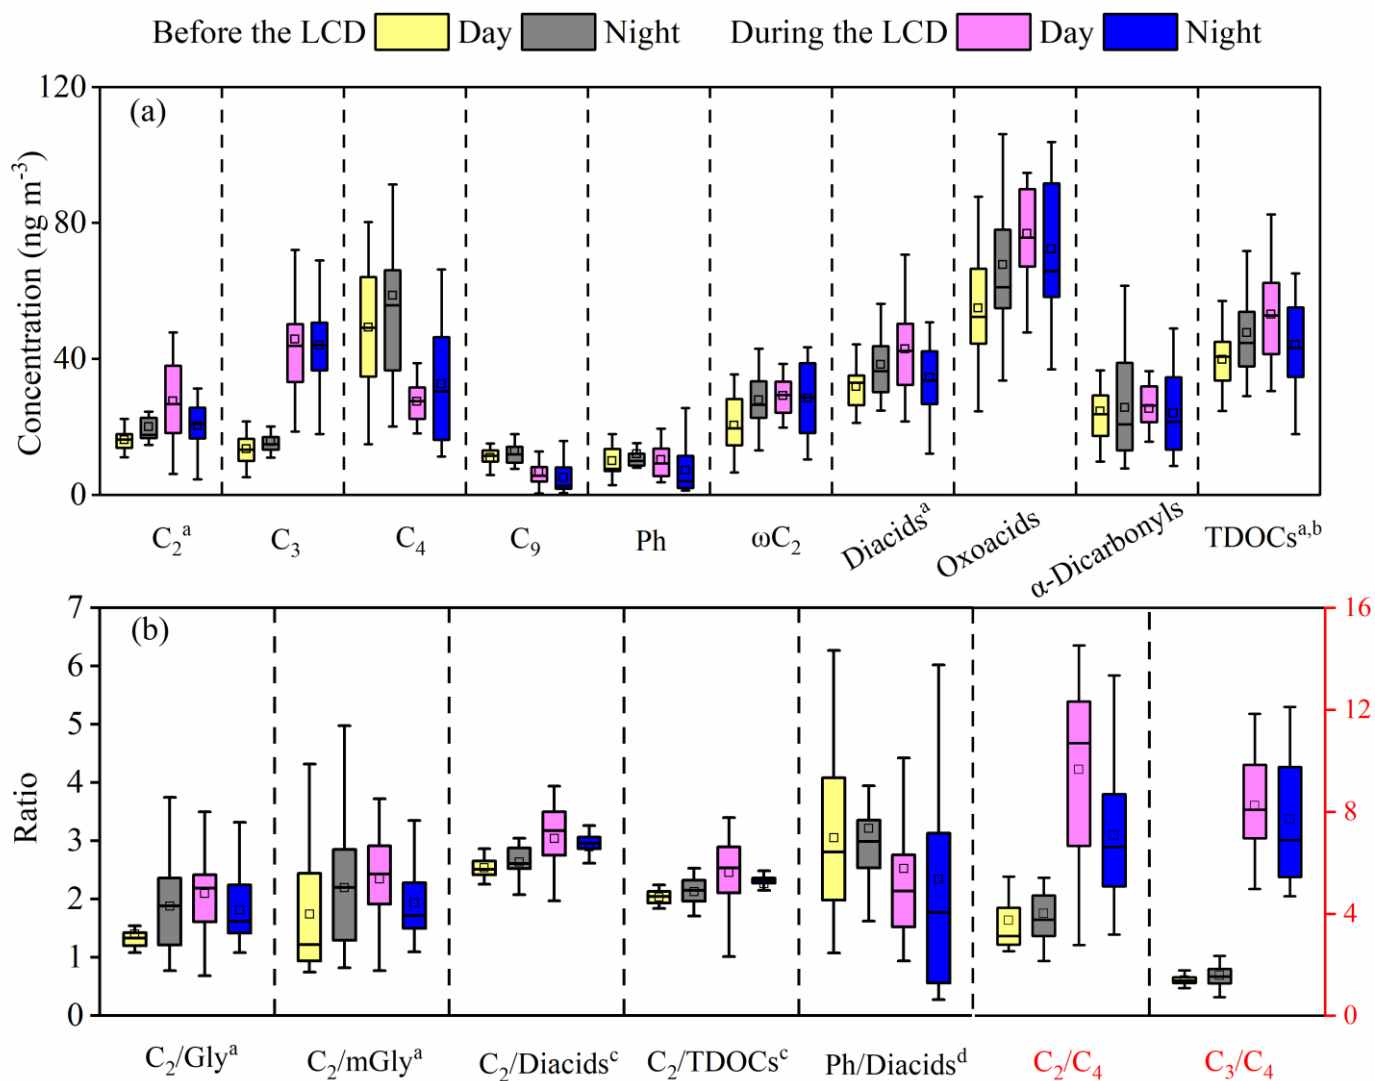 Before the LCD Day Night During the LCD Day Night
(a)
Concentration (ng m⁻³)
120
80
40
0
C₂ᵃ C₃ C₄ C₉ Ph ωC₂ Diacidsᵃ Oxoacids α-Dicarbonyls TDOCsᵃ,ᵇ
(b)
Ratio
7
6
5
4
3
2
1
0
16
12
8
4
0
C₂/Glyᵃ C₂/mGlyᵃ C₂/Diacidsᶜ C₂/TDOCsᶜ Ph/Diacidsᵈ C₂/C₄ C₃/C₄